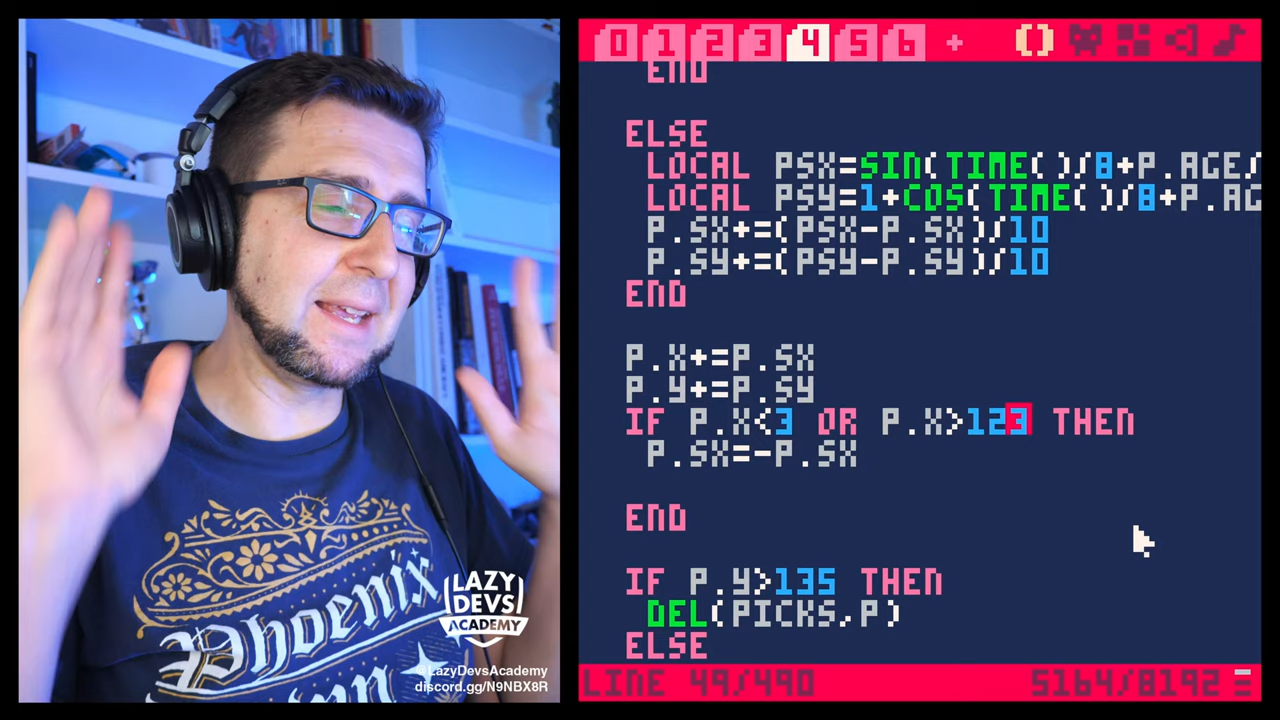 Phoenix
LAZY
DEVS
ACADEMY
@LazyDevsAcademy
discord.gg/N9NBX8R
0 1 2 3 4 5 6 +
END
ELSE
LOCAL PSX=SIN(TIME()/8+P.AGE/
LOCAL PSY=1+COS(TIME()/8+P.AG
P.SX+=(PSX-P.SX)/10
P.SY+=(PSY-P.SY)/10
END
P.X+=P.SX
P.Y+=P.SY
IF P.X<3 OR P.X>123 THEN
P.SX=-P.SX
END
IF P.Y>135 THEN
DEL(PICKS,P)
ELSE
LINE 49/490
5164/8192